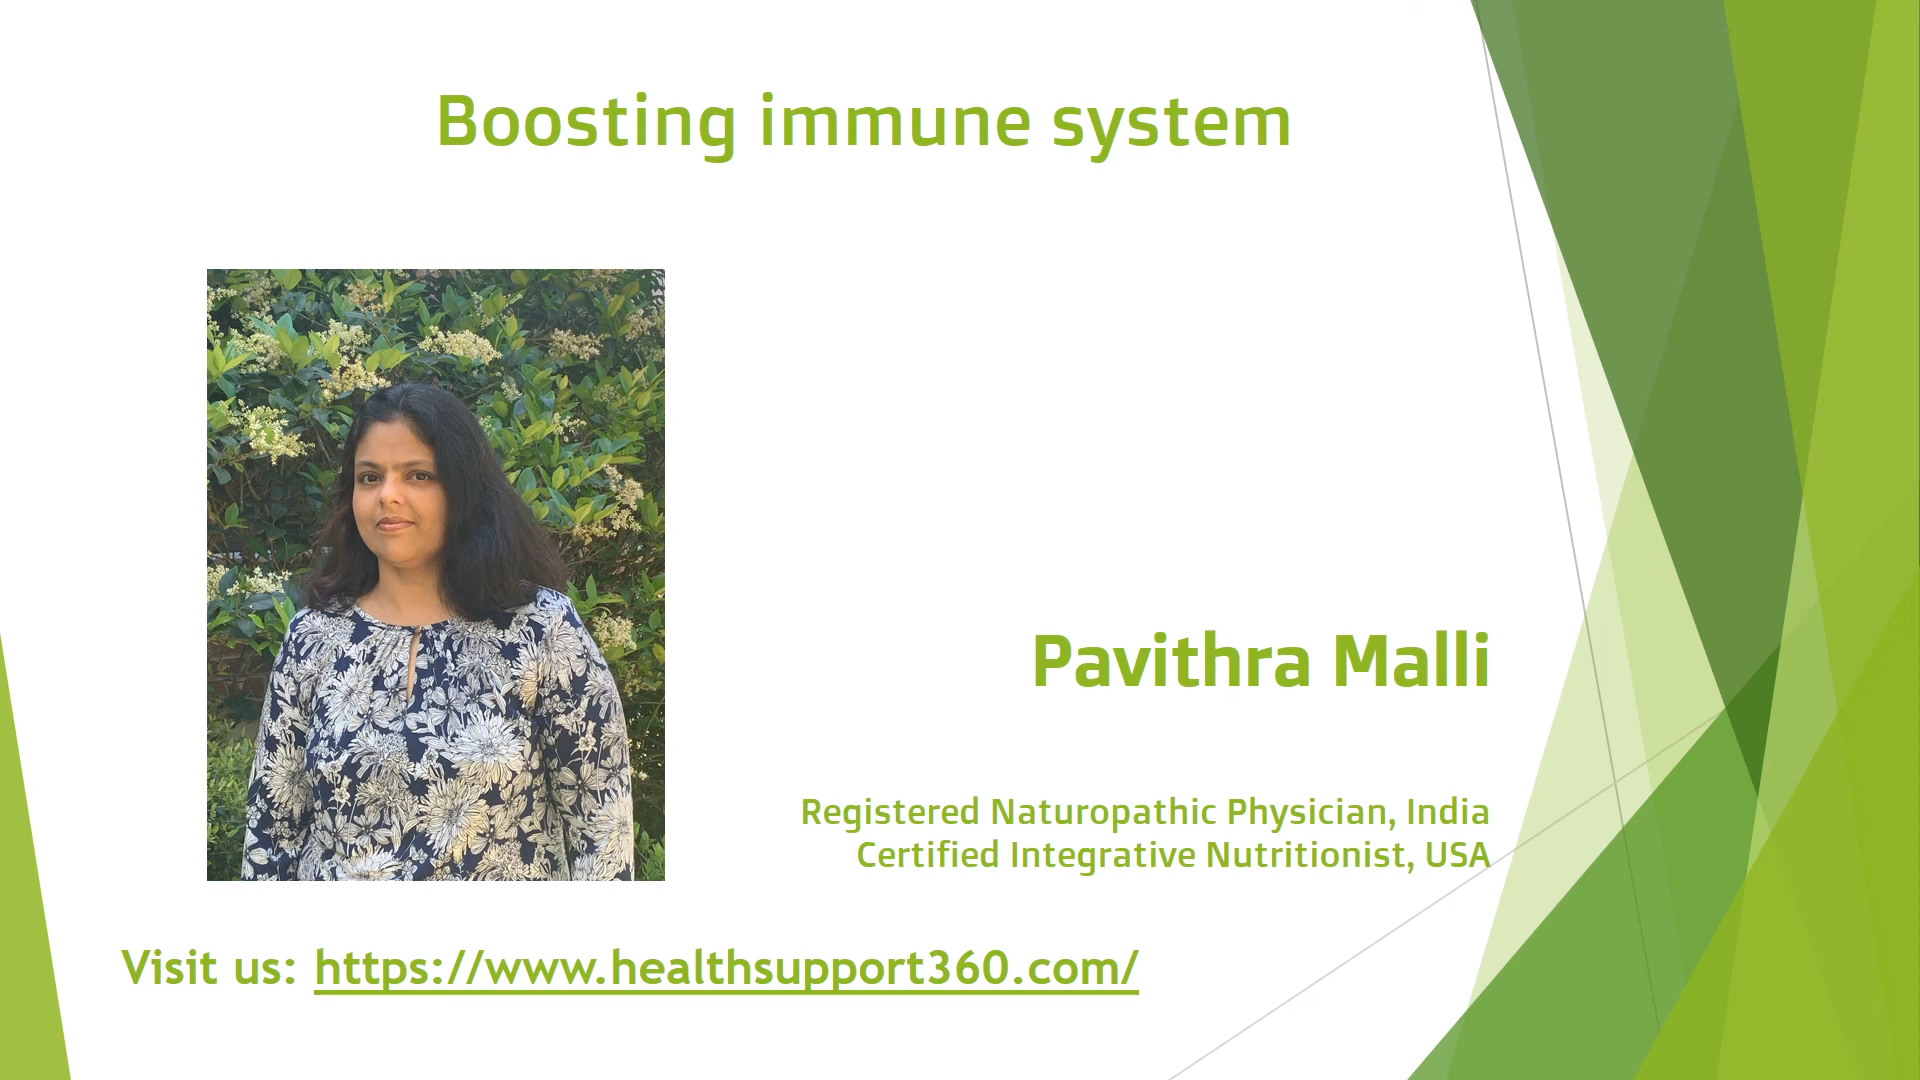 Boosting immune system
Pavithra Malli
Registered Naturopathic Physician, India
Certified Integrative Nutritionist, USA
Visit us: https://www.healthsupport360.com/